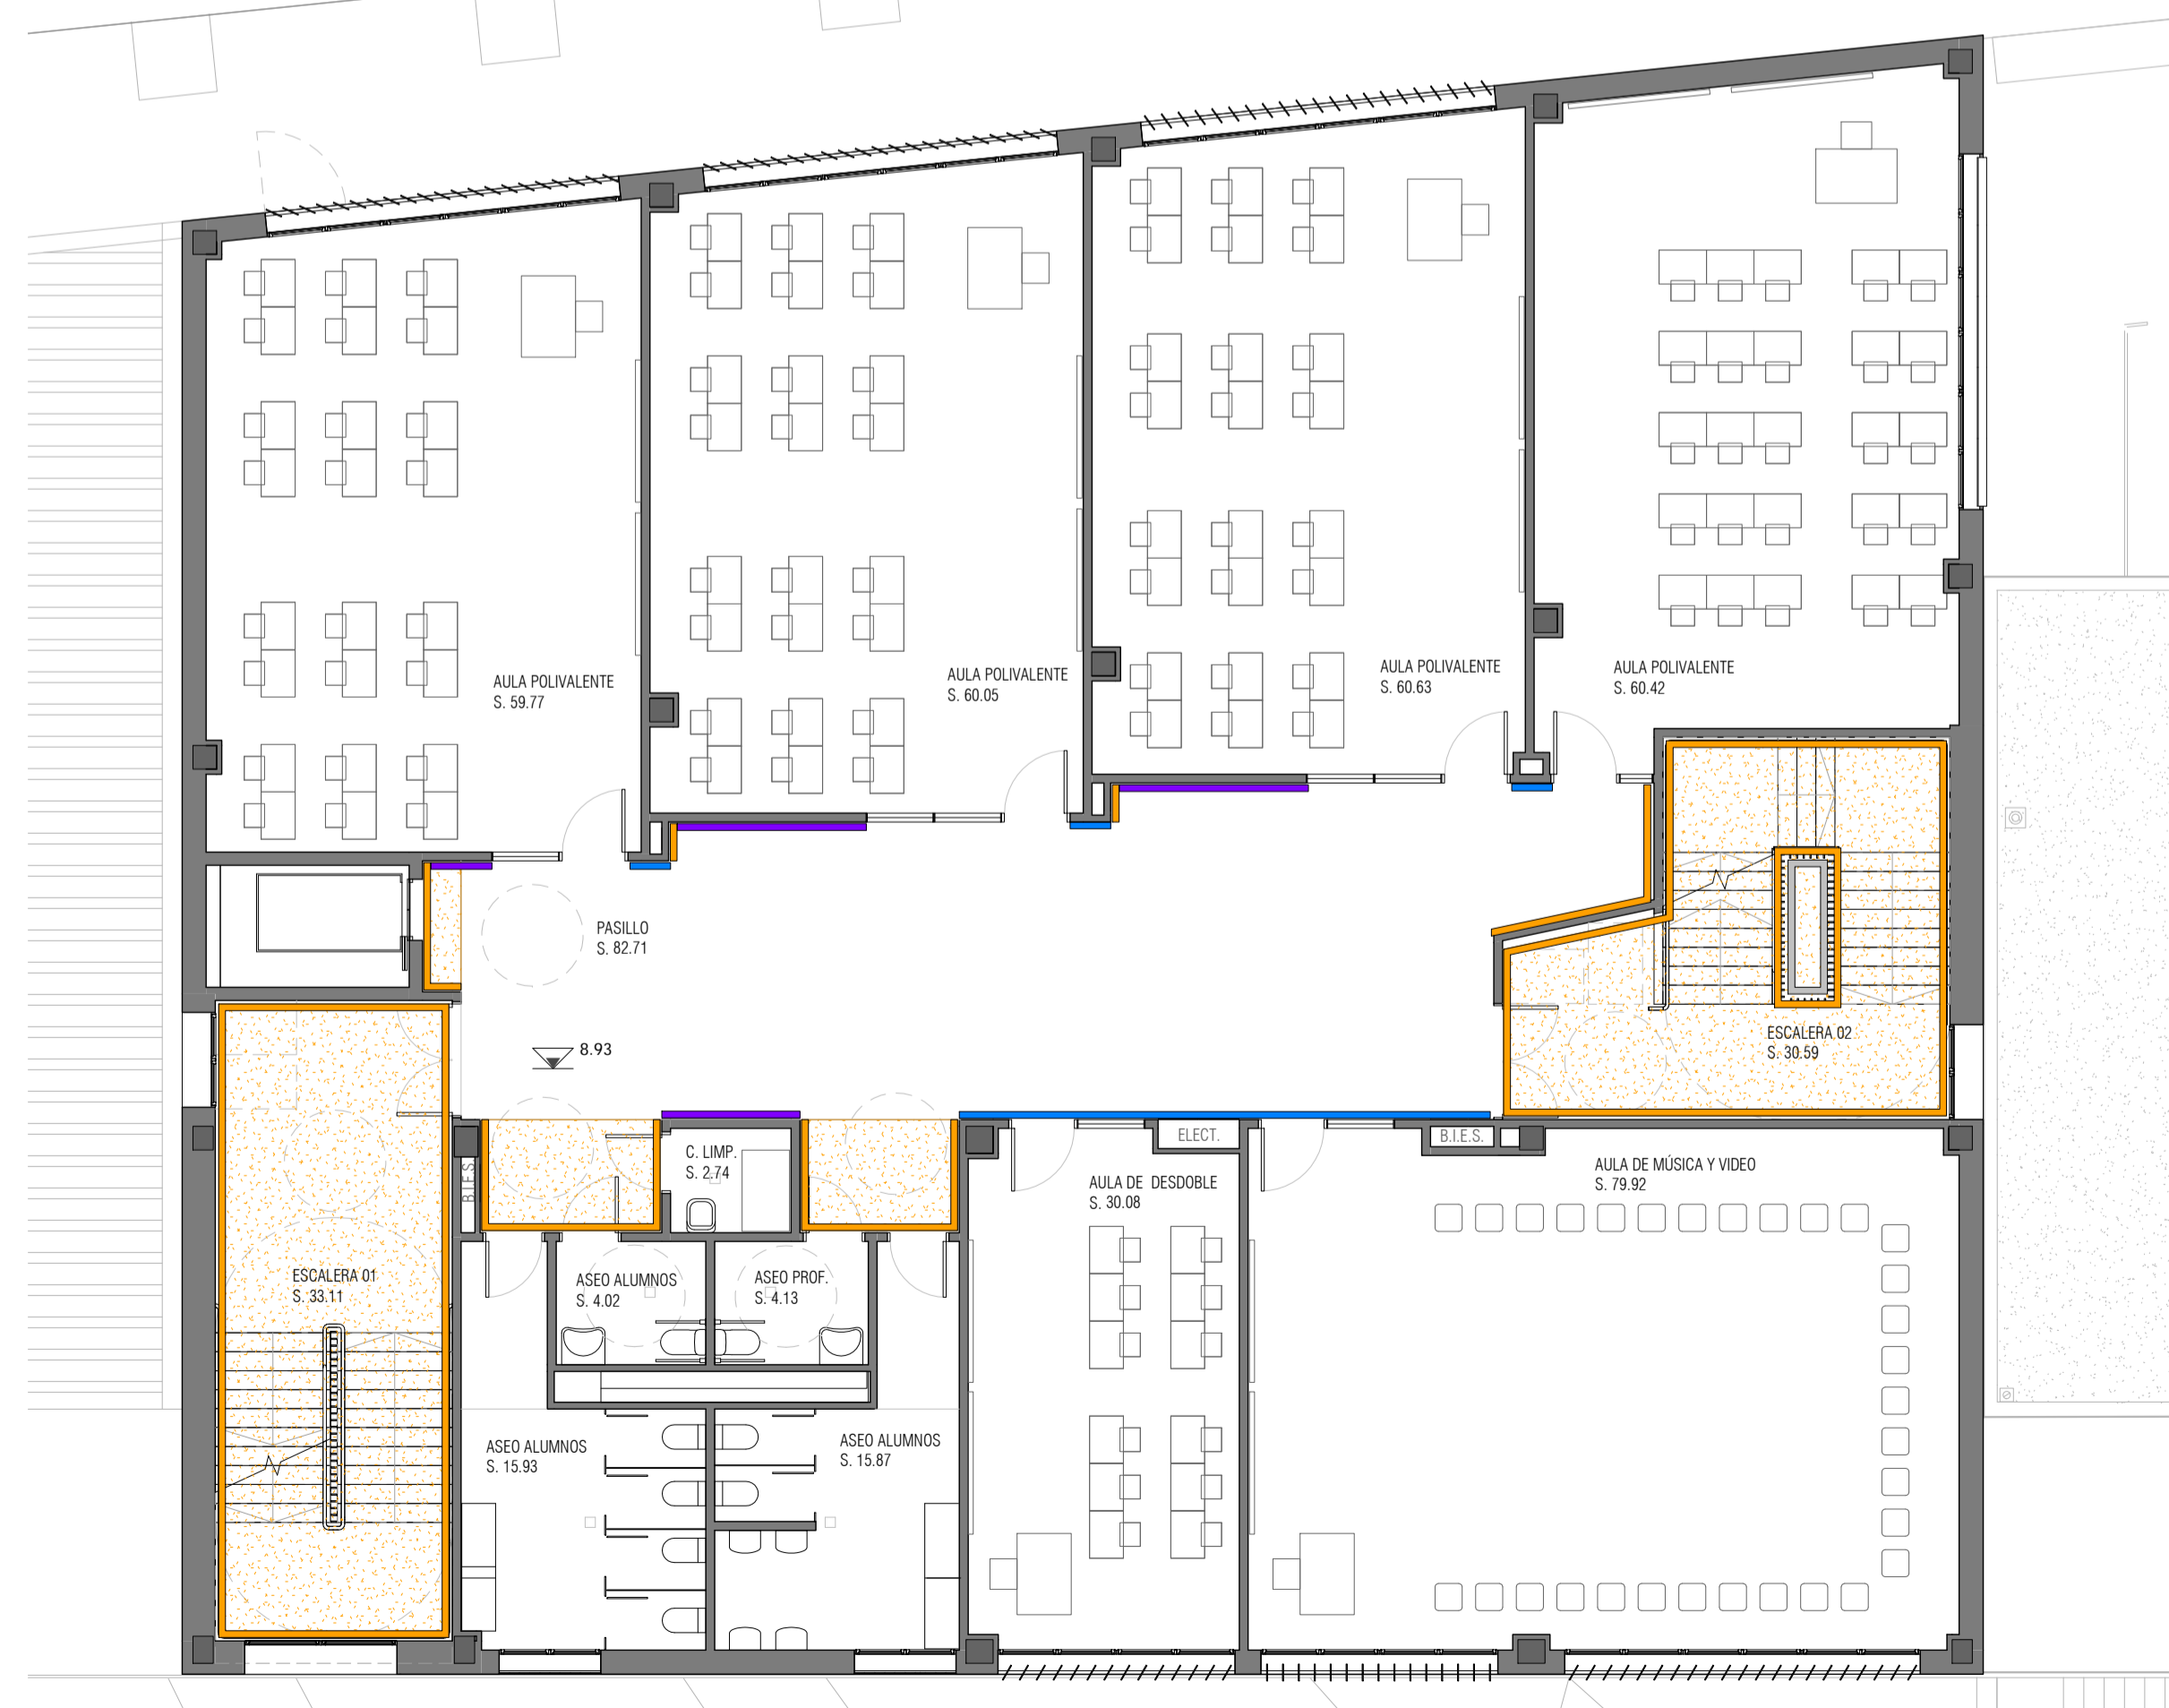 AULA POLIVALENTE
S. 59.77
AULA POLIVALENTE
S. 60.05
AULA POLIVALENTE
S. 60.63
AULA POLIVALENTE
S. 60.42
PASILLO
S. 82.71
8.93
ESCALERA 02
S. 30.59
B.I.E.S.
C. LIMP.
S. 2.74
ELECT.
B.I.E.S.
AULA DE DESDOBLE
S. 30.08
AULA DE MÚSICA Y VIDEO
S. 79.92
ESCALERA 01
S. 33.11
ASEO ALUMNOS
S. 4.02
ASEO PROF.
S. 4.13
ASEO ALUMNOS
S. 15.93
ASEO ALUMNOS
S. 15.87